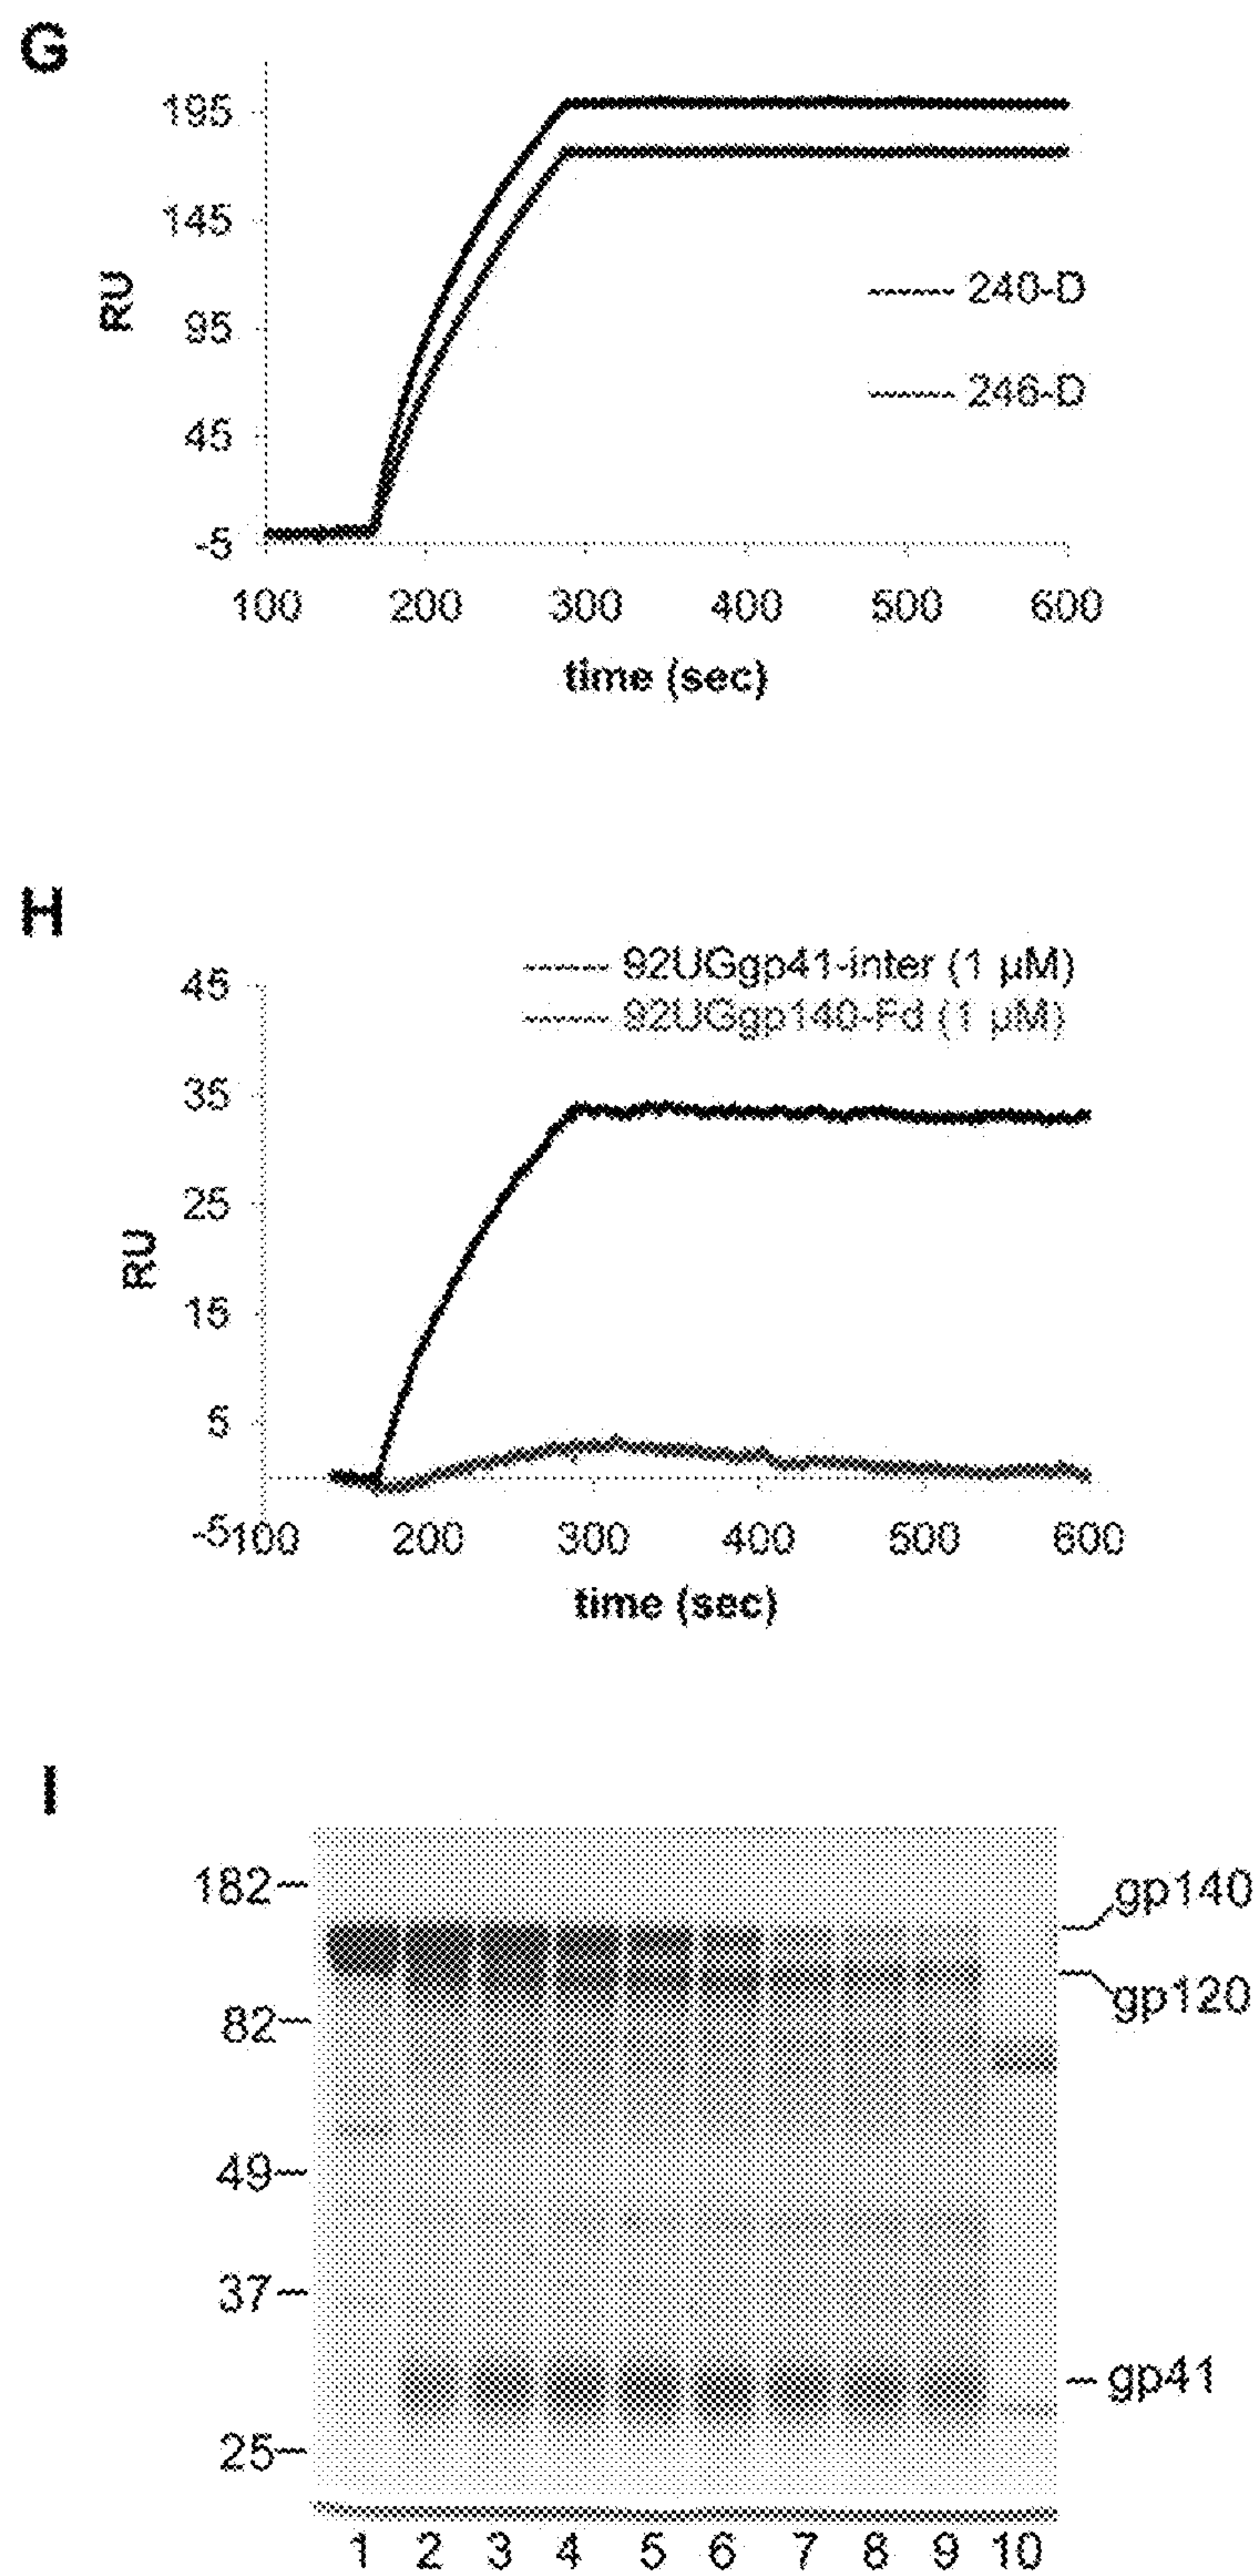 G
195
145
95
45
-5
RU
240-D
246-D
100 200 300 400 500 600
time (sec)
H
92UGgp41-inter (1 µM)
92UGgp140-Fd (1 µM)
45
35
25
15
5
-5
RU
100 200 300 400 500 600
time (sec)
I
182
82
49
37
25
gp140
gp120
gp41
1 2 3 4 5 6 7 8 9 10